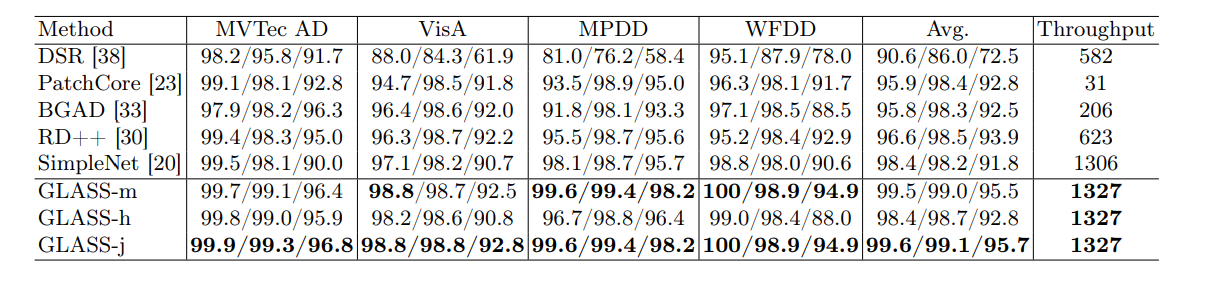 Method MVTec AD VisA MPDD WFDD Avg. Throughput
DSR [38] 98.2/95.8/91.7 88.0/84.3/61.9 81.0/76.2/58.4 95.1/87.9/78.0 90.6/86.0/72.5 582
PatchCore [23] 99.1/98.1/92.8 94.7/98.5/91.8 93.5/98.9/95.0 96.3/98.1/91.7 95.9/98.4/92.8 31
BGAD [33] 97.9/98.2/96.3 96.4/98.6/92.0 91.8/98.1/93.3 97.1/98.5/88.5 95.8/98.3/92.5 206
RD++ [30] 99.4/98.3/95.0 96.3/98.7/92.2 95.5/98.7/95.6 95.2/98.4/92.9 96.6/98.5/93.9 623
SimpleNet [20] 99.5/98.1/90.0 97.1/98.2/90.7 98.1/98.7/95.7 98.8/98.0/90.6 98.4/98.2/91.8 1306
GLASS-m 99.7/99.1/96.4 98.8/98.7/92.5 99.6/99.4/98.2 100/98.9/94.9 99.5/99.0/95.5 1327
GLASS-h 99.8/99.0/95.9 98.2/98.6/90.8 96.7/98.8/96.4 99.0/98.4/88.0 98.4/98.7/92.8 1327
GLASS-j 99.9/99.3/96.8 98.8/98.8/92.8 99.6/99.4/98.2 100/98.9/94.9 99.6/99.1/95.7 1327